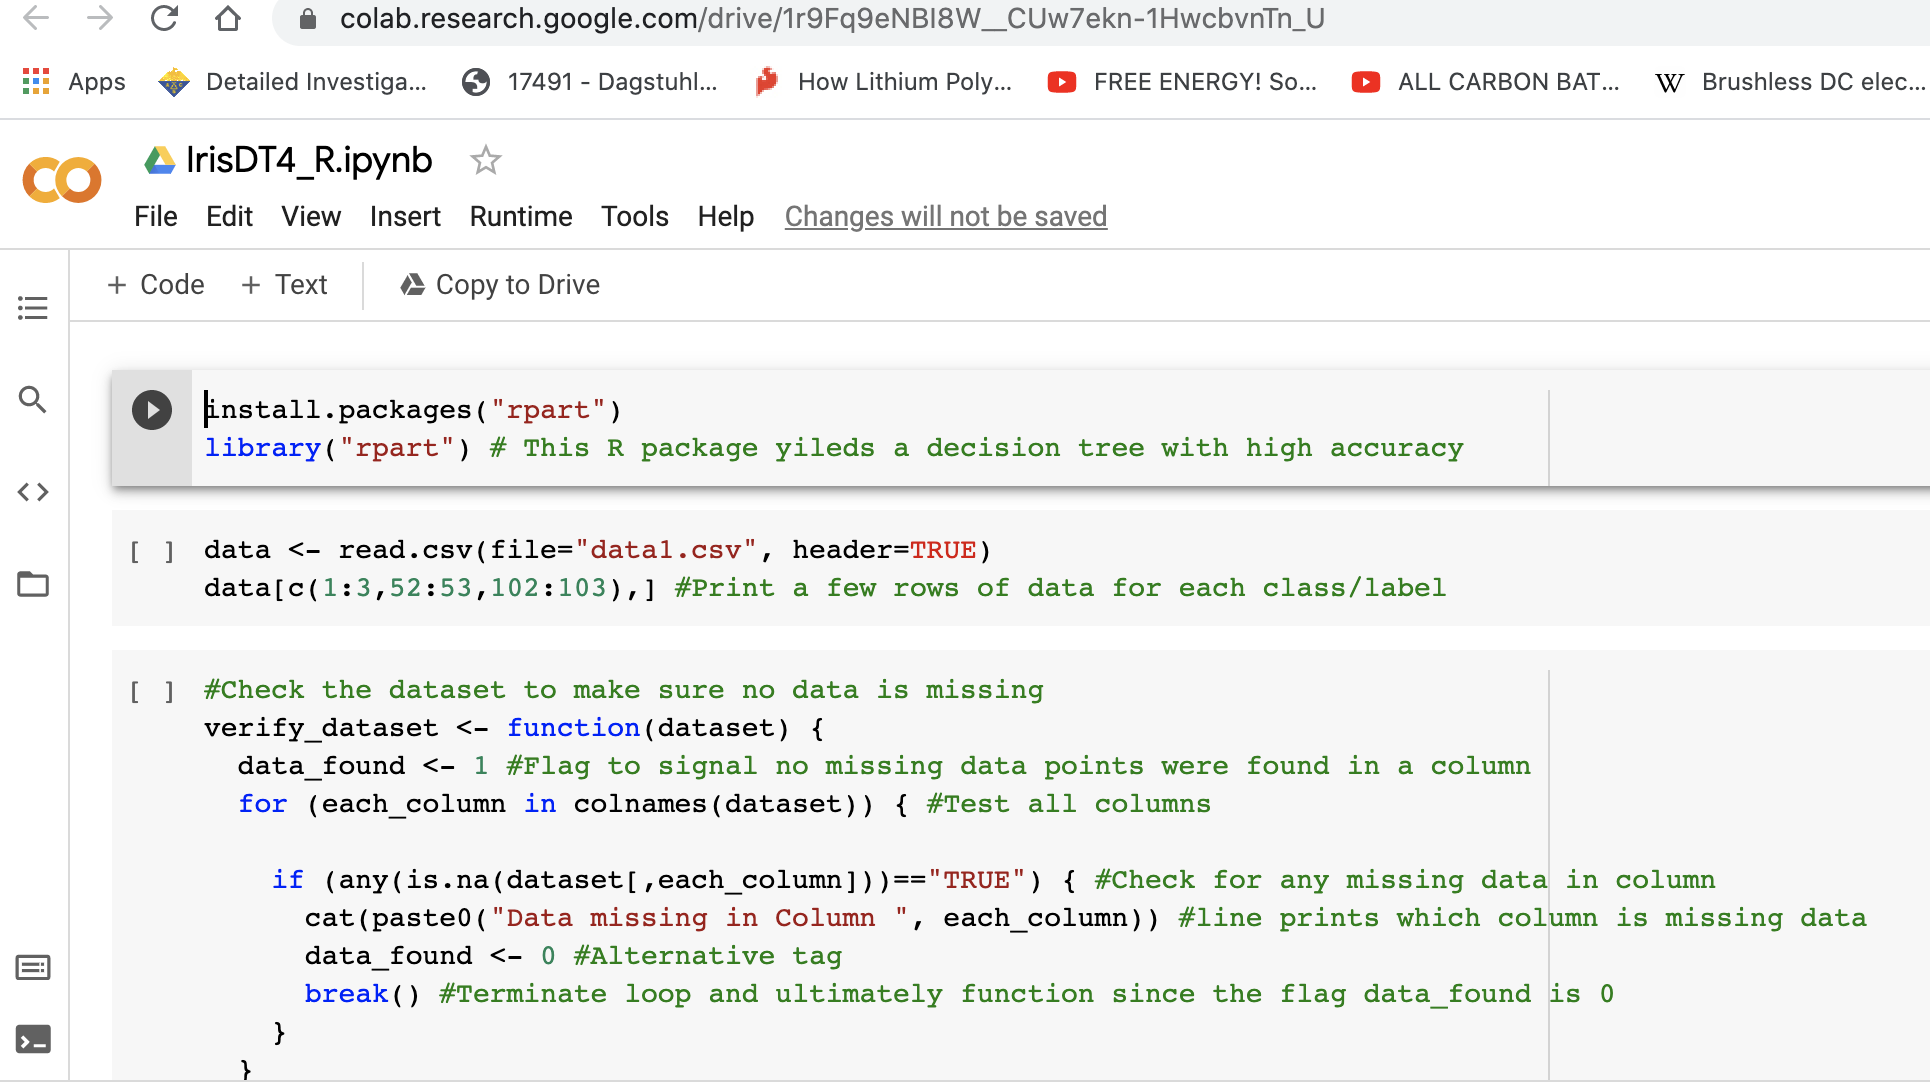 colab.research.google.com/drive/1r9Fq9eNBI8W__CUw7ekn-1HwcbvnTn_U
Apps Detailed Investiga... 17491 - Dagstuhl... How Lithium Poly... FREE ENERGY! So... ALL CARBON BAT... W Brushless DC elec...
IrisDT4_R.ipynb
File Edit View Insert Runtime Tools Help Changes will not be saved
+ Code + Text Copy to Drive
install.packages("rpart")
library("rpart") # This R package yileds a decision tree with high accuracy
[ ] data <- read.csv(file="data1.csv", header=TRUE)
data[c(1:3,52:53,102:103),] #Print a few rows of data for each class/label
[ ] #Check the dataset to make sure no data is missing
verify_dataset <- function(dataset) {
data_found <- 1 #Flag to signal no missing data points were found in a column
for (each_column in colnames(dataset)) { #Test all columns
if (any(is.na(dataset[,each_column]))=="TRUE") { #Check for any missing data in column
cat(paste0("Data missing in Column ", each_column)) #line prints which column is missing data
data_found <- 0 #Alternative tag
break() #Terminate loop and ultimately function since the flag data_found is 0
}
}